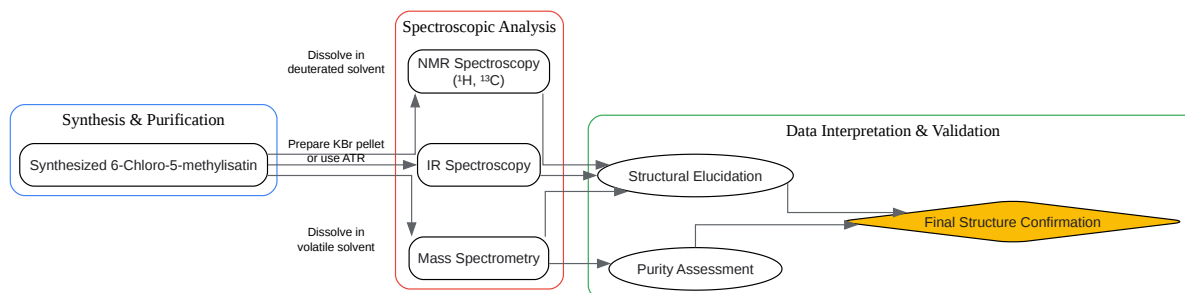 Synthesis & Purification
Synthesized 6-Chloro-5-methylisatin
Dissolve in
deuterated solvent
Prepare KBr pellet
or use ATR
Dissolve in
volatile solvent
Spectroscopic Analysis
NMR Spectroscopy
(¹H, ¹³C)
IR Spectroscopy
Mass Spectrometry
Data Interpretation & Validation
Structural Elucidation
Purity Assessment
Final Structure Confirmation